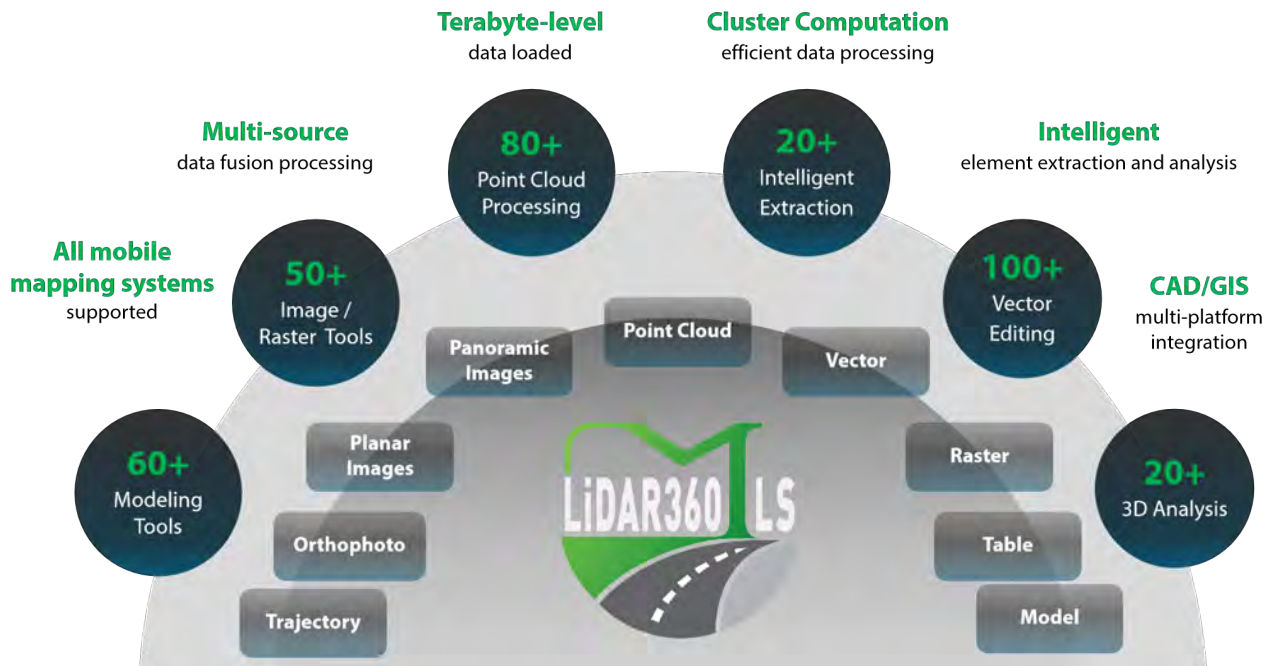 Terabyte-level
data loaded
Cluster Computation
efficient data processing
Multi-source
data fusion processing
80+
Point Cloud
Processing
20+
Intelligent
Extraction
Intelligent
element extraction and analysis
All mobile
mapping systems
supported
50+
Image /
Raster Tools
100+
Vector
Editing
CAD/GIS
multi-platform
integration
Panoramic
Images
Point Cloud
Vector
60+
Modeling
Tools
Planar
Images
Raster
20+
3D Analysis
LiDAR360 MLS
Orthophoto
Table
Trajectory
Model